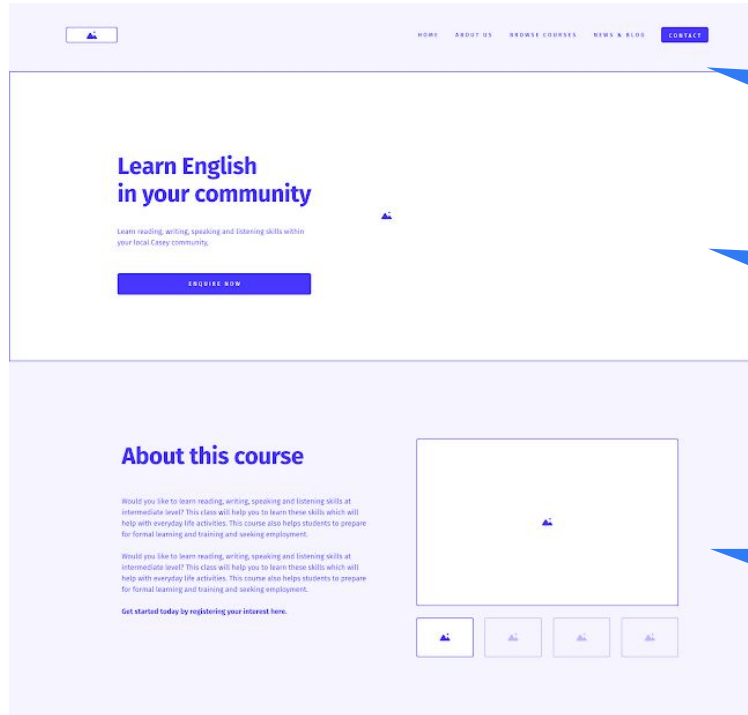 HOME ABOUT US BROWSE COURSES NEWS & BLOG CONTACT
Learn English
in your community
Learn reading, writing, speaking and listening skills within
your local Casey community,
ENQUIRE NOW
About this course
Would you like to learn reading, writing, speaking and listening skills at
intermediate level? This class will help you to learn these skills which will
help with everyday life activities. This course also helps students to prepare
for formal learning and training and seeking employment.
Would you like to learn reading, writing, speaking and listening skills at
intermediate level? This class will help you to learn these skills which will
help with everyday life activities. This course also helps students to prepare
for formal learning and training and seeking employment.
Get started today by registering your interest here.